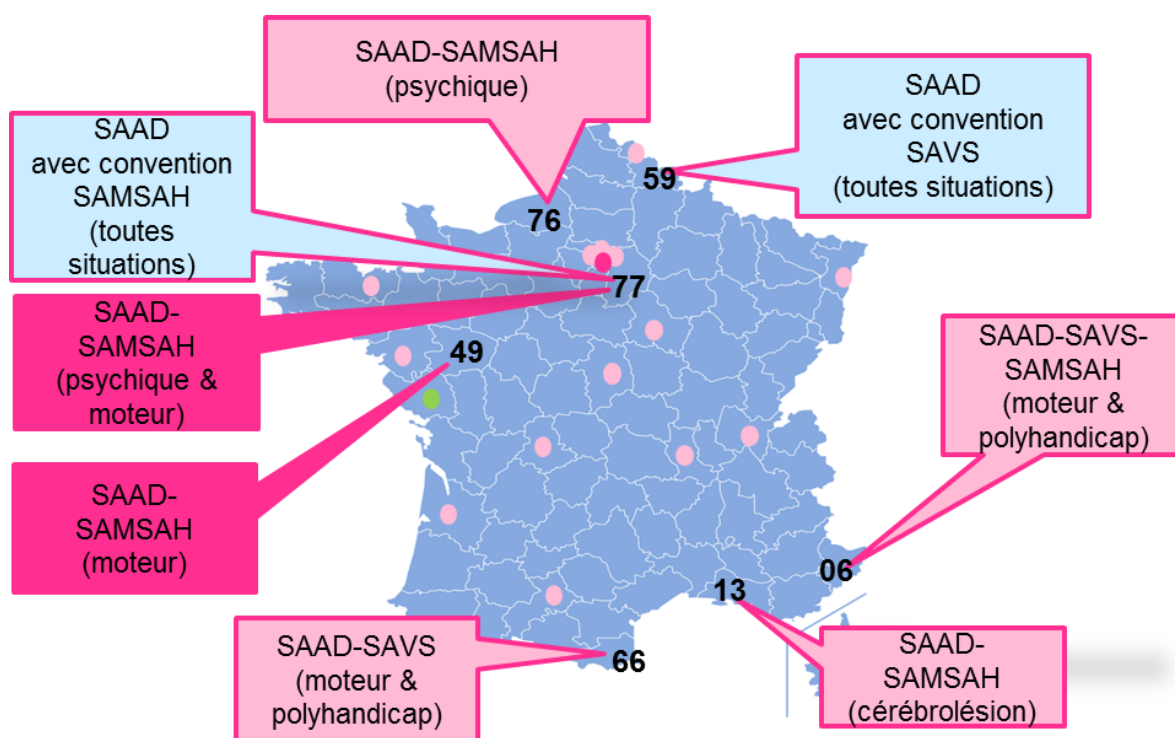 SAAD-SAMSAH
(psychique)
SAAD
avec convention
SAVS
(toutes situations)
SAAD
avec convention
SAMSAH
(toutes
situations)
59
76
77
SAAD-
SAMSAH
(psychique &
moteur)
49
SAAD-SAVS-
SAMSAH
(moteur &
polyhandicap)
SAAD-
SAMSAH
(moteur)
06
13
SAAD-SAVS
(moteur &
polyhandicap)
66
SAAD-
SAMSAH
(cérébrolésion)